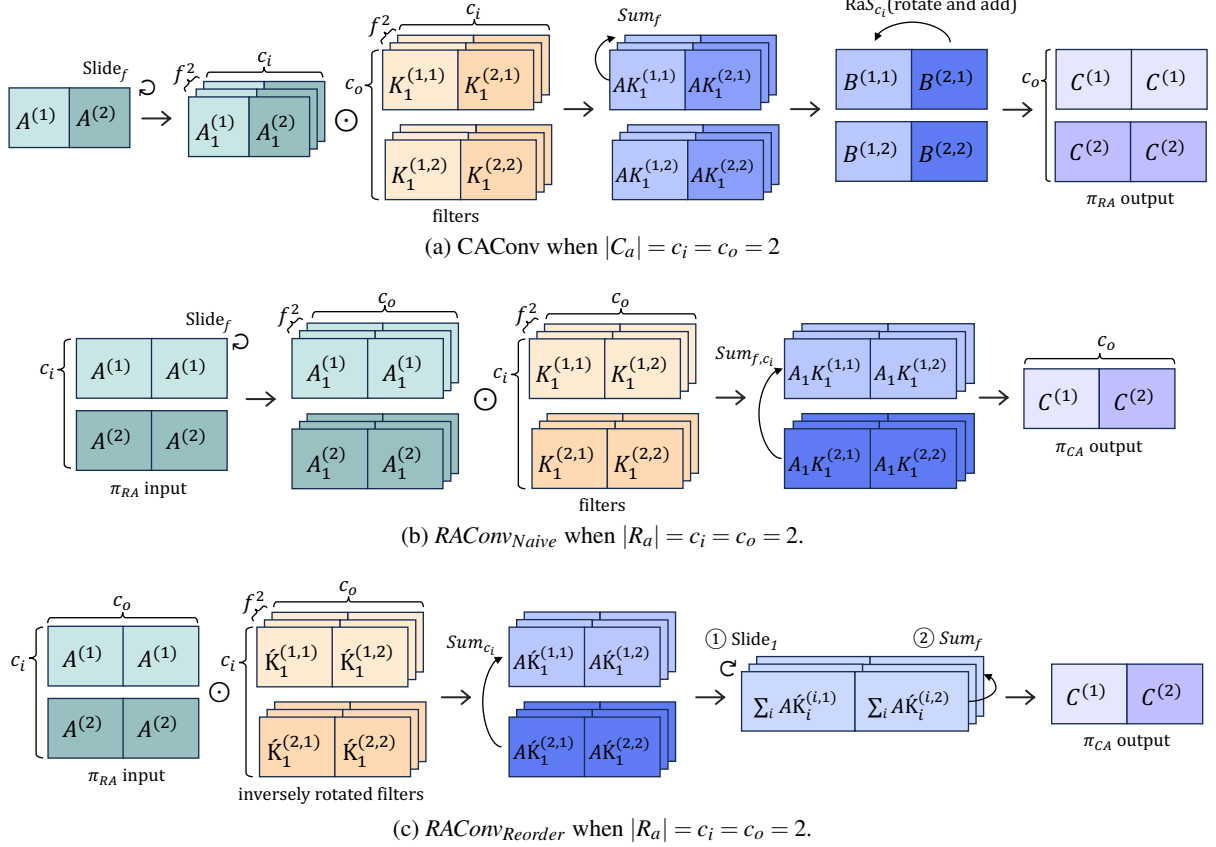 Slide_f
A^{(1)} A^{(2)}
f^2 c_i
A_1^{(1)} A_1^{(2)}
⊙
f^2 c_i
c_o
K_1^{(1,1)} K_1^{(2,1)}
K_1^{(1,2)} K_1^{(2,2)}
filters
Sum_f
AK_1^{(1,1)} AK_1^{(2,1)}
AK_1^{(1,2)} AK_1^{(2,2)}
RaS_{c_i}(rotate and add)
B^{(1,1)} B^{(2,1)}
B^{(1,2)} B^{(2,2)}
c_o
C^{(1)} C^{(1)}
C^{(2)} C^{(2)}
π_{RA} output
(a) CAConv when |C_a| = c_i = c_o = 2
Slide_f
c_i
A^{(1)} A^{(1)}
A^{(2)} A^{(2)}
π_{RA} input
f^2 c_o
A_1^{(1)} A_1^{(1)}
A_1^{(2)} A_1^{(2)}
⊙
f^2 c_o
c_i
K_1^{(1,1)} K_1^{(1,2)}
K_1^{(2,1)} K_1^{(2,2)}
filters
Sum_{f,c_i}
A_1K_1^{(1,1)} A_1K_1^{(1,2)}
A_1K_1^{(2,1)} A_1K_1^{(2,2)}
c_o
C^{(1)} C^{(2)}
π_{CA} output
(b) RAConv_{Naive} when |R_a| = c_i = c_o = 2.
c_o
c_i
A^{(1)} A^{(1)}
A^{(2)} A^{(2)}
π_{RA} input
⊙
f^2 c_o
c_i
Ḱ_1^{(1,1)} Ḱ_1^{(1,2)}
Ḱ_1^{(2,1)} Ḱ_1^{(2,2)}
inversely rotated filters
Sum_{c_i}
AḰ_1^{(1,1)} AḰ_1^{(1,2)}
AḰ_1^{(2,1)} AḰ_1^{(2,2)}
① Slide_1 ② Sum_f
∑_i AḰ_i^{(i,1)} ∑_i AḰ_i^{(i,2)}
C^{(1)} C^{(2)}
π_{CA} output
(c) RAConv_{Reorder} when |R_a| = c_i = c_o = 2.